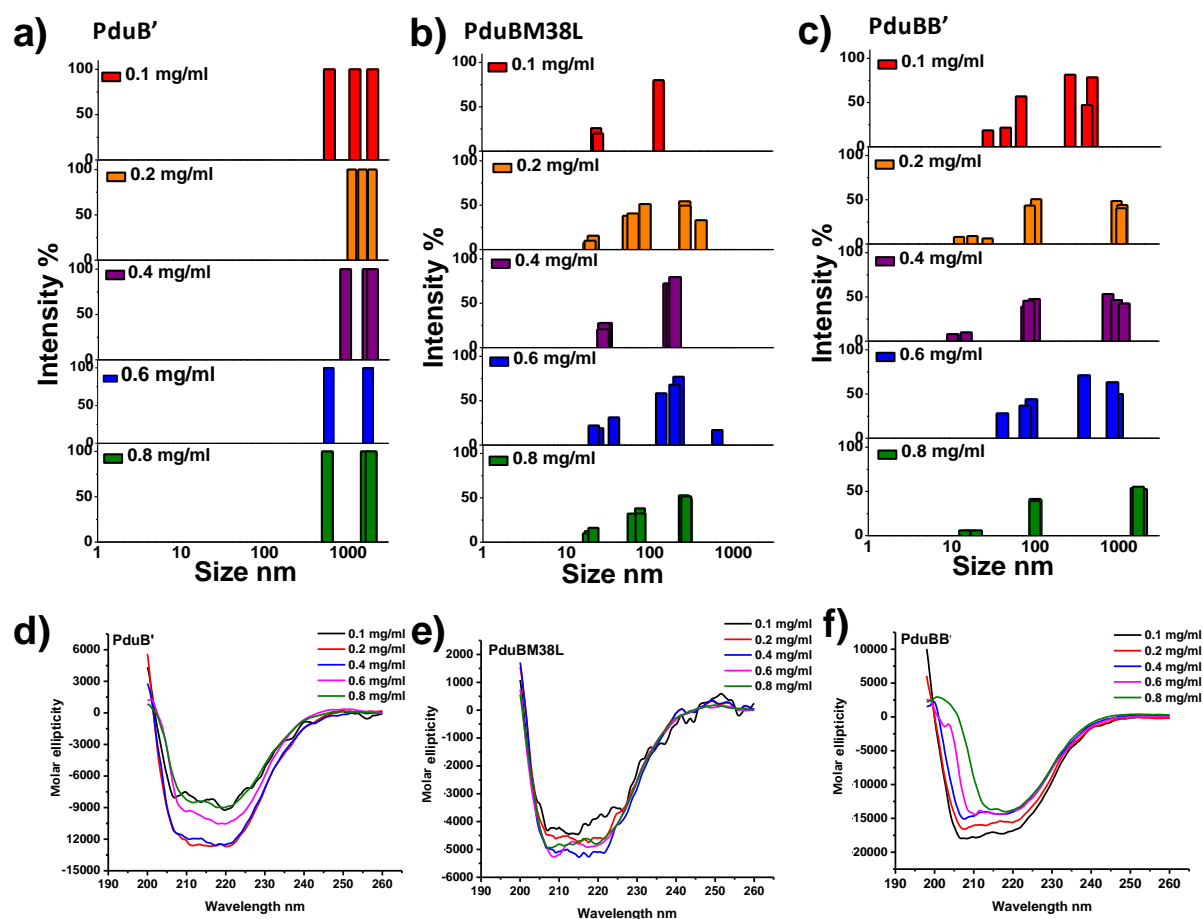 a) PduB’
Intensity %
100
50
0
0.1 mg/ml
100
50
0
0.2 mg/ml
100
50
0
0.4 mg/ml
100
50
0
0.6 mg/ml
100
50
0
0.8 mg/ml
1 10 100 1000
Size nm
b) PduBM38L
Intensity %
100
50
0
0.1 mg/ml
100
50
0
0.2 mg/ml
100
50
0
0.4 mg/ml
100
50
0
0.6 mg/ml
100
50
0
0.8 mg/ml
1 10 100 1000
Size nm
c) PduBB’
Intensity %
100
50
0
0.1 mg/ml
100
50
0
0.2 mg/ml
100
50
0
0.4 mg/ml
100
50
0
0.6 mg/ml
100
50
0
0.8 mg/ml
1 10 100 1000
Size nm
d)
PduB'
0.1 mg/ml
0.2 mg/ml
0.4 mg/ml
0.6 mg/ml
0.8 mg/ml
Molar ellipticity
6000
3000
0
-3000
-6000
-9000
-12000
-15000
190 200 210 220 230 240 250 260
Wavelength nm
e)
PduBM38L
0.1 mg/ml
0.2 mg/ml
0.4 mg/ml
0.6 mg/ml
0.8 mg/ml
Molar ellipticity
2000
1000
0
-1000
-2000
-3000
-4000
-5000
-6000
190 200 210 220 230 240 250 260
Wavelength nm
f)
PduBB'
0.1 mg/ml
0.2 mg/ml
0.4 mg/ml
0.6 mg/ml
0.8 mg/ml
Molar ellipticity
10000
5000
0
-5000
-10000
-15000
-20000
190 200 210 220 230 240 250 260
Wavelength nm